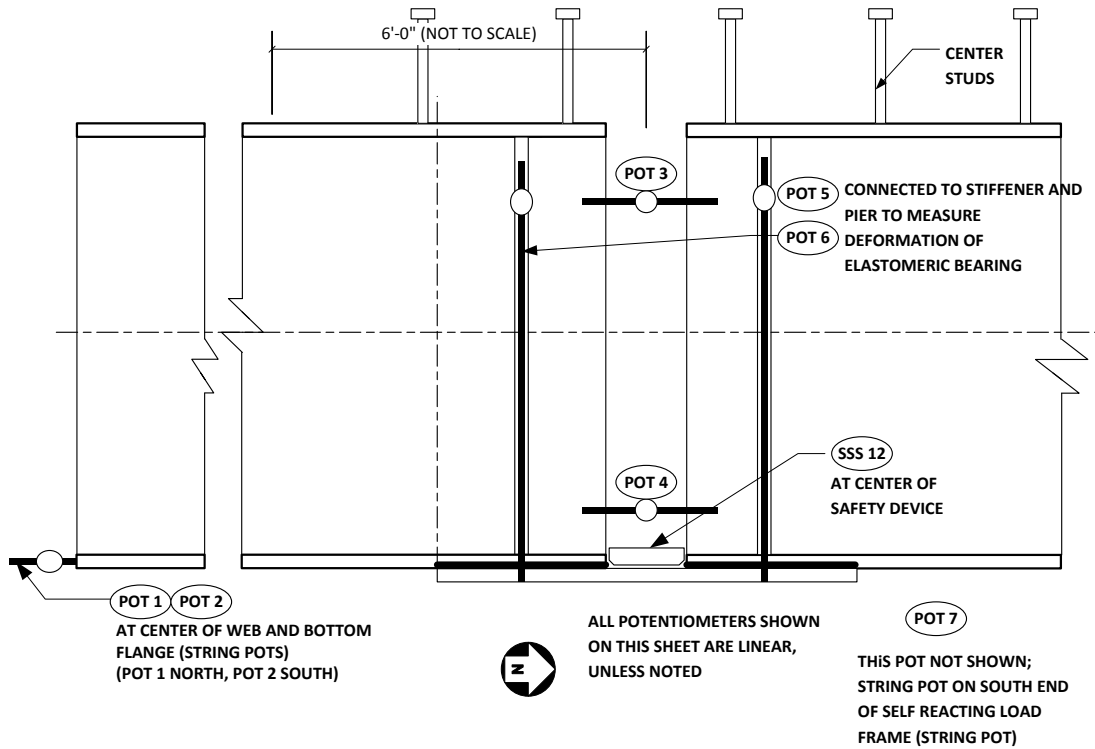 6'-0" (NOT TO SCALE)
CENTER
STUDS
POT 3
POT 5
CONNECTED TO STIFFENER AND
PIER TO MEASURE
DEFORMATION OF
ELASTOMERIC BEARING
POT 6
POT 4
SSS 12
AT CENTER OF
SAFETY DEVICE
POT 1
POT 2
AT CENTER OF WEB AND BOTTOM
FLANGE (STRING POTS)
(POT 1 NORTH, POT 2 SOUTH)
N
ALL POTENTIOMETERS SHOWN
ON THIS SHEET ARE LINEAR,
UNLESS NOTED
POT 7
THiS POT NOT SHOWN;
STRING POT ON SOUTH END
OF SELF REACTING LOAD
FRAME (STRING POT)